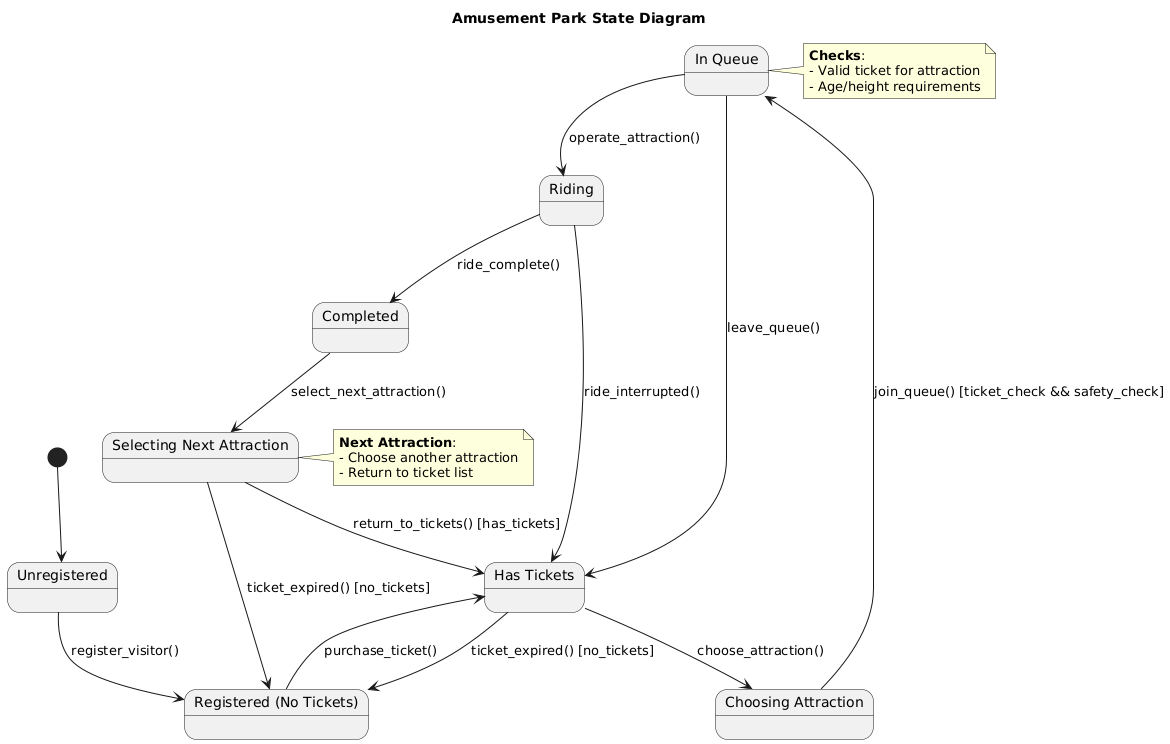 Amusement Park State Diagram
In Queue
Checks:
- Valid ticket for attraction
- Age/height requirements
operate_attraction()
Riding
ride_complete()
Completed
leave_queue()
select_next_attraction()
ride_interrupted()
join_queue() [ticket_check && safety_check]
Selecting Next Attraction
Next Attraction:
- Choose another attraction
- Return to ticket list
return_to_tickets() [has_tickets]
Unregistered
Has Tickets
ticket_expired() [no_tickets]
register_visitor()
purchase_ticket()
ticket_expired() [no_tickets]
choose_attraction()
Registered (No Tickets)
Choosing Attraction